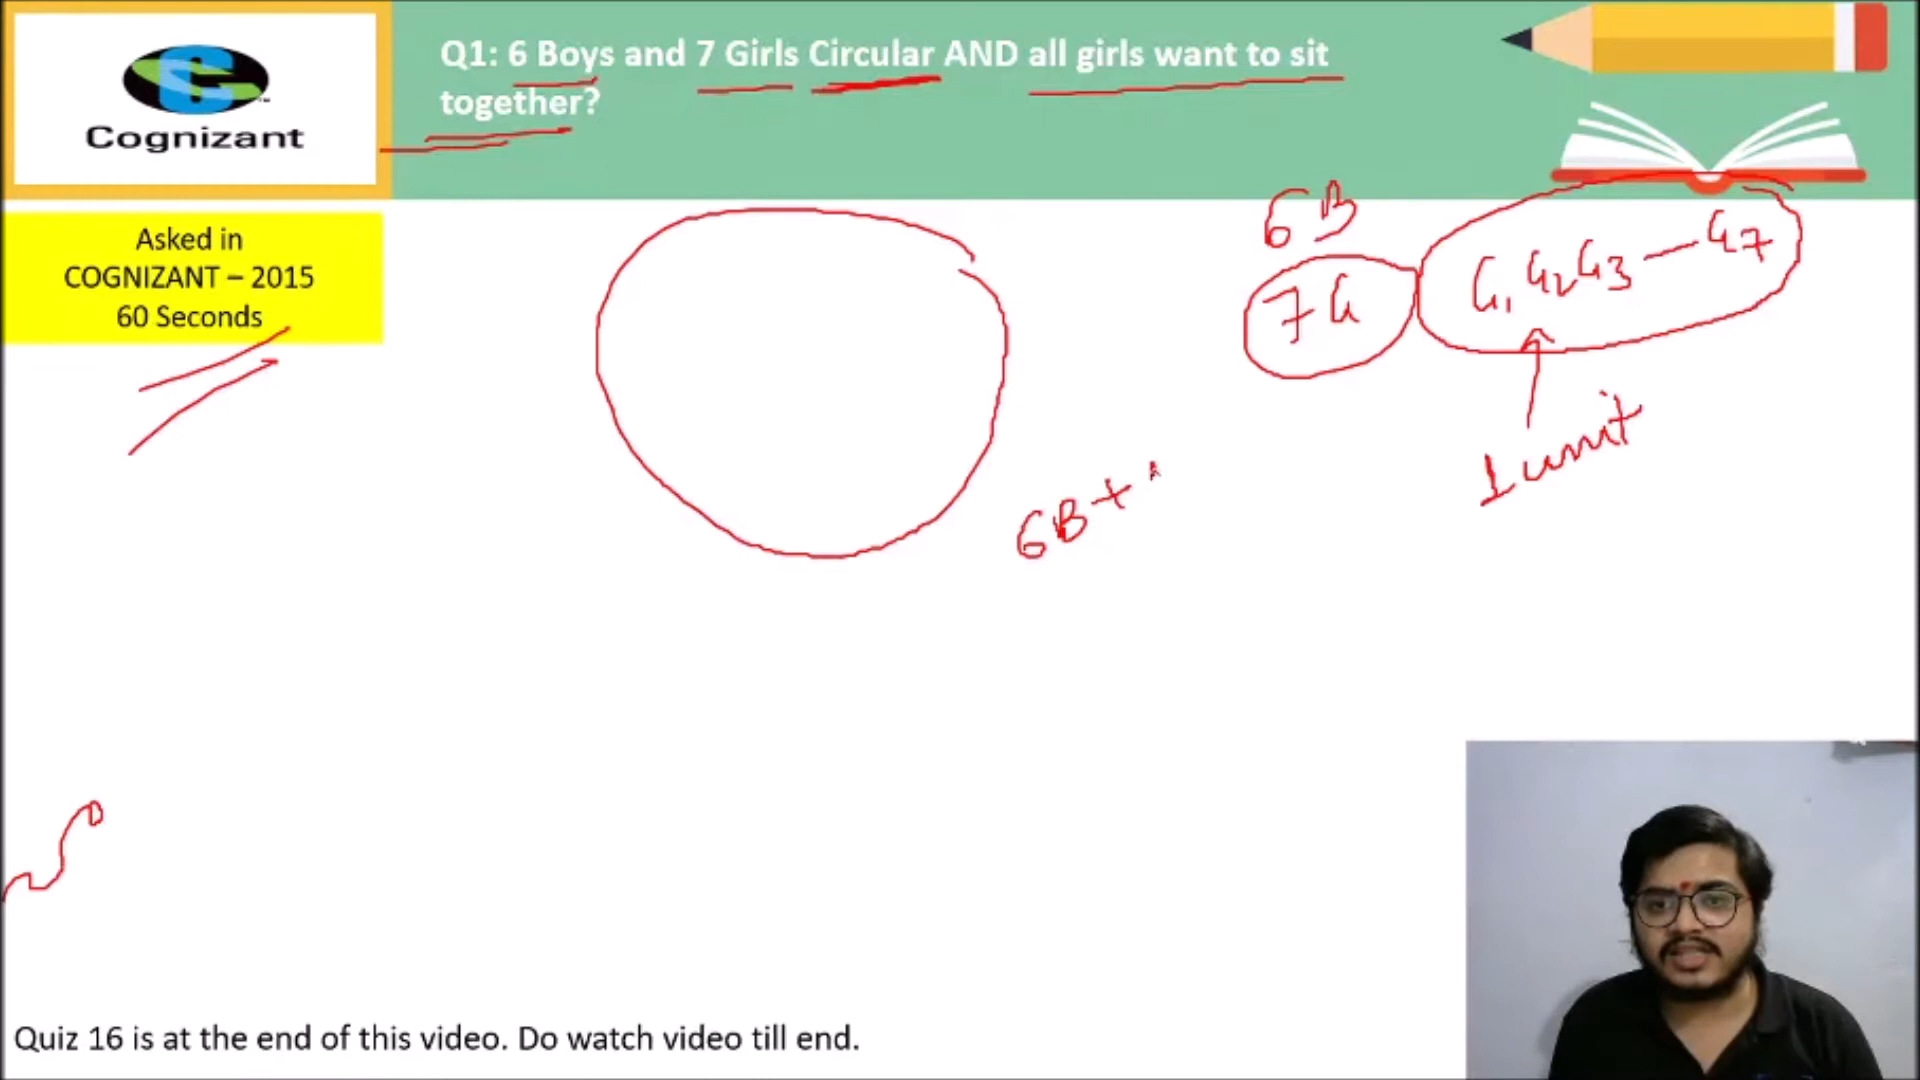 Cognizant
Q1: 6 Boys and 7 Girls Circular AND all girls want to sit
together?
Asked in
COGNIZANT – 2015
60 Seconds
6B
7G
G1 G2 G3 — G7
1 unit
6B +
Quiz 16 is at the end of this video. Do watch video till end.